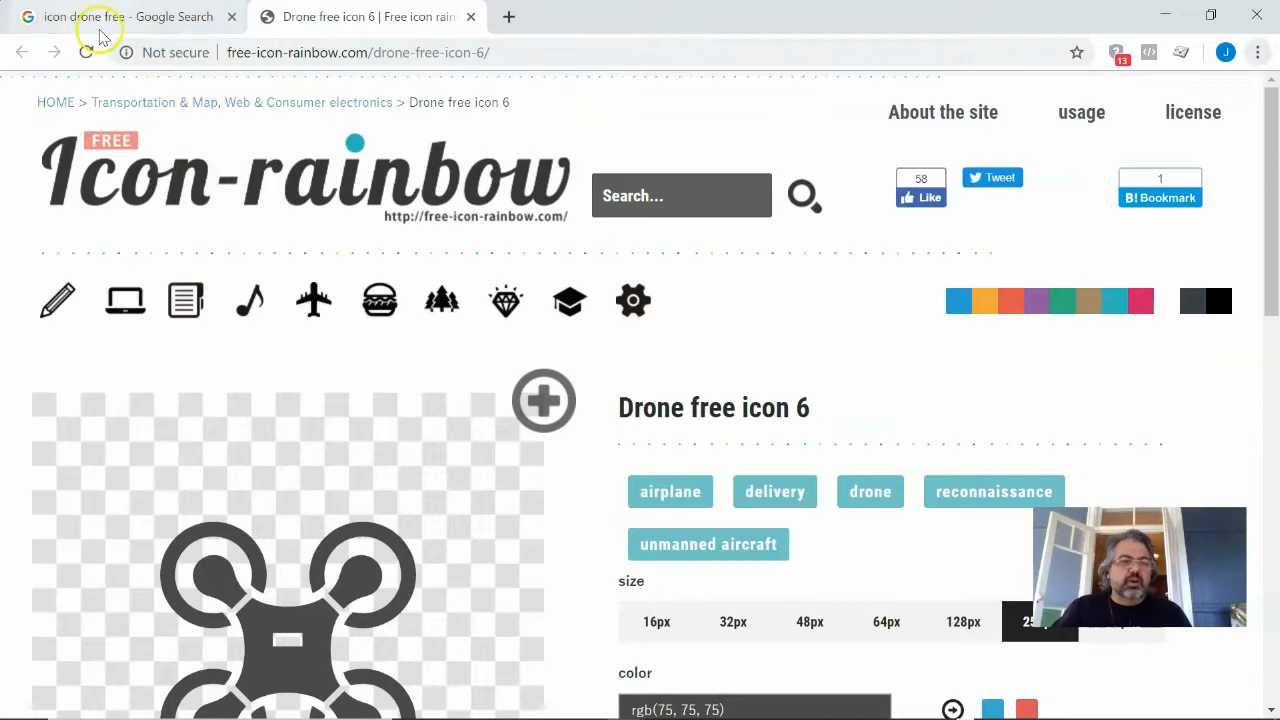 icon drone free - Google Search
Drone free icon 6 | Free icon rain
Not secure
free-icon-rainbow.com/drone-free-icon-6/
13
J
HOME > Transportation & Map, Web & Consumer electronics > Drone free icon 6
About the site
usage
license
FREE
Icon-rainbow
http://free-icon-rainbow.com/
Search...
58
Like
Tweet
1
B! Bookmark
Drone free icon 6
airplane
delivery
drone
reconnaissance
unmanned aircraft
size
16px
32px
48px
64px
128px
color
rgb(75, 75, 75)